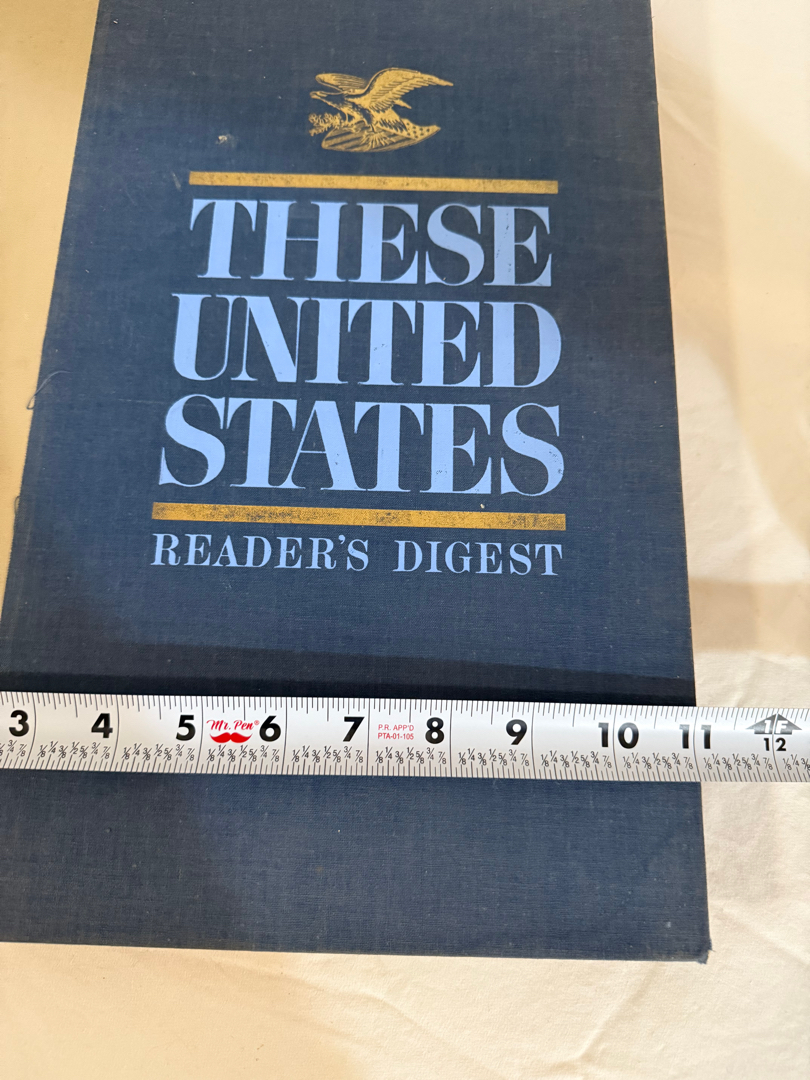 THESE
UNITED
STATES
READER'S DIGEST
3 4 5 Mr. Pen® 6 7 P.R. APP'D 8 9 10 11 1F
PTA-01-105 12